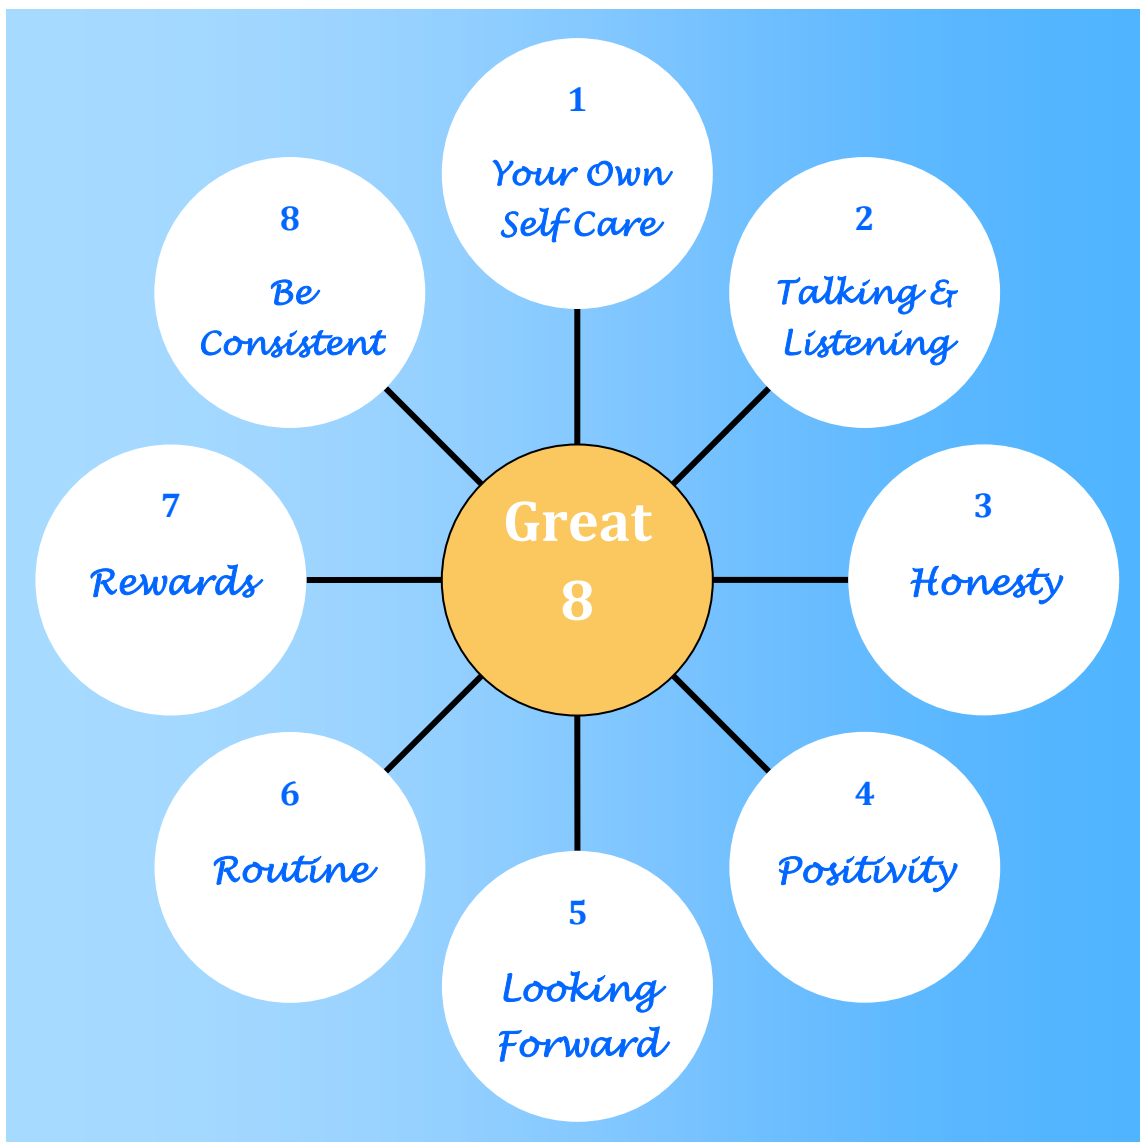 Great
8
1
Your Own
Self Care
2
Talking &
Listening
3
Honesty
4
Positivity
5
Looking
Forward
6
Routine
7
Rewards
8
Be
Consistent